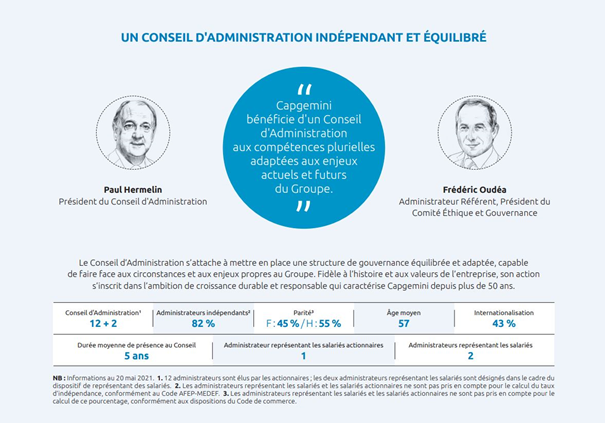 UN CONSEIL D'ADMINISTRATION INDÉPENDANT ET ÉQUILIBRÉ
“
Capgemini
bénéficie d'un Conseil
d'Administration
aux compétences plurielles
adaptées aux enjeux
actuels et futurs
du Groupe.
”
Paul Hermelin
Président du Conseil d'Administration
Frédéric Oudéa
Administrateur Référent, Président du
Comité Éthique et Gouvernance
Le Conseil d'Administration s'attache à mettre en place une structure de gouvernance équilibrée et adaptée, capable
de faire face aux circonstances et aux enjeux propres au Groupe. Fidèle à l'histoire et aux valeurs de l'entreprise, son action
s'inscrit dans l'ambition de croissance durable et responsable qui caractérise Capgemini depuis plus de 50 ans.
Conseil d'Administration¹
12 + 2
Administrateurs indépendants²
82 %
Parité³
F : 45 % / H : 55 %
Âge moyen
57
Internationalisation
43 %
Durée moyenne de présence au Conseil
5 ans
Administrateur représentant les salariés actionnaires
1
Administrateurs représentant les salariés
2
NB : Informations au 20 mai 2021. 1. 12 administrateurs sont élus par les actionnaires ; les deux administrateurs représentant les salariés sont désignés dans le cadre du
dispositif de représentant des salariés. 2. Les administrateurs représentant les salariés et les salariés actionnaires ne sont pas pris en compte pour le calcul du taux
d'indépendance, conformément au Code AFEP-MEDEF. 3. Les administrateurs représentant les salariés et les salariés actionnaires ne sont pas pris en compte pour le
calcul de ce pourcentage, conformément aux dispositions du Code de commerce.